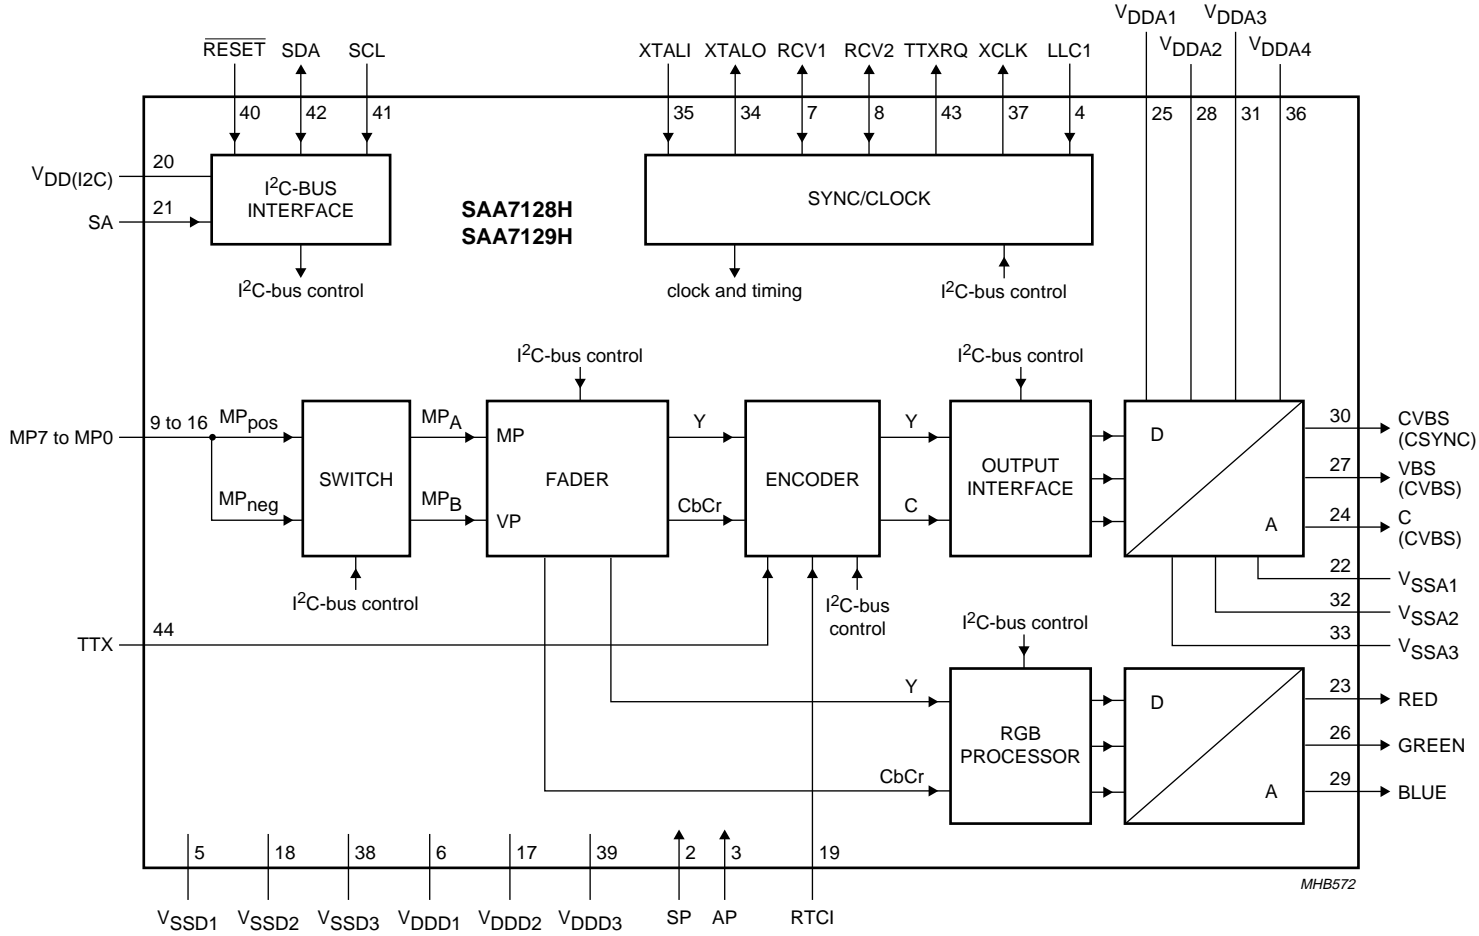 VDDA1 VDDA3
VDDA2 VDDA4
RESET SDA SCL XTALI XTALO RCV1 RCV2 TTXRQ XCLK LLC1
40 42 41 35 34 7 8 43 37 4 25 28 31 36
VDD(I2C) 20
SA 21
I2C-BUS
INTERFACE
SAA7128H
SAA7129H
SYNC/CLOCK
I2C-bus control
clock and timing
I2C-bus control
I2C-bus control
I2C-bus control
MP7 to MP0 9 to 16
MPpos
MPneg
SWITCH
MPA
MPB
MP
FADER
VP
Y
CbCr
ENCODER
Y
C
OUTPUT
INTERFACE
D
A
30 CVBS
(CSYNC)
27 VBS
(CVBS)
24 C
(CVBS)
22 VSSA1
32 VSSA2
33 VSSA3
I2C-bus control
I2C-bus
control
I2C-bus control
TTX 44
Y
CbCr
RGB
PROCESSOR
D
A
23 RED
26 GREEN
29 BLUE
5 18 38 6 17 39 2 3 19
VSSD1 VSSD2 VSSD3 VDDD1 VDDD2 VDDD3 SP AP RTCI
MHB572